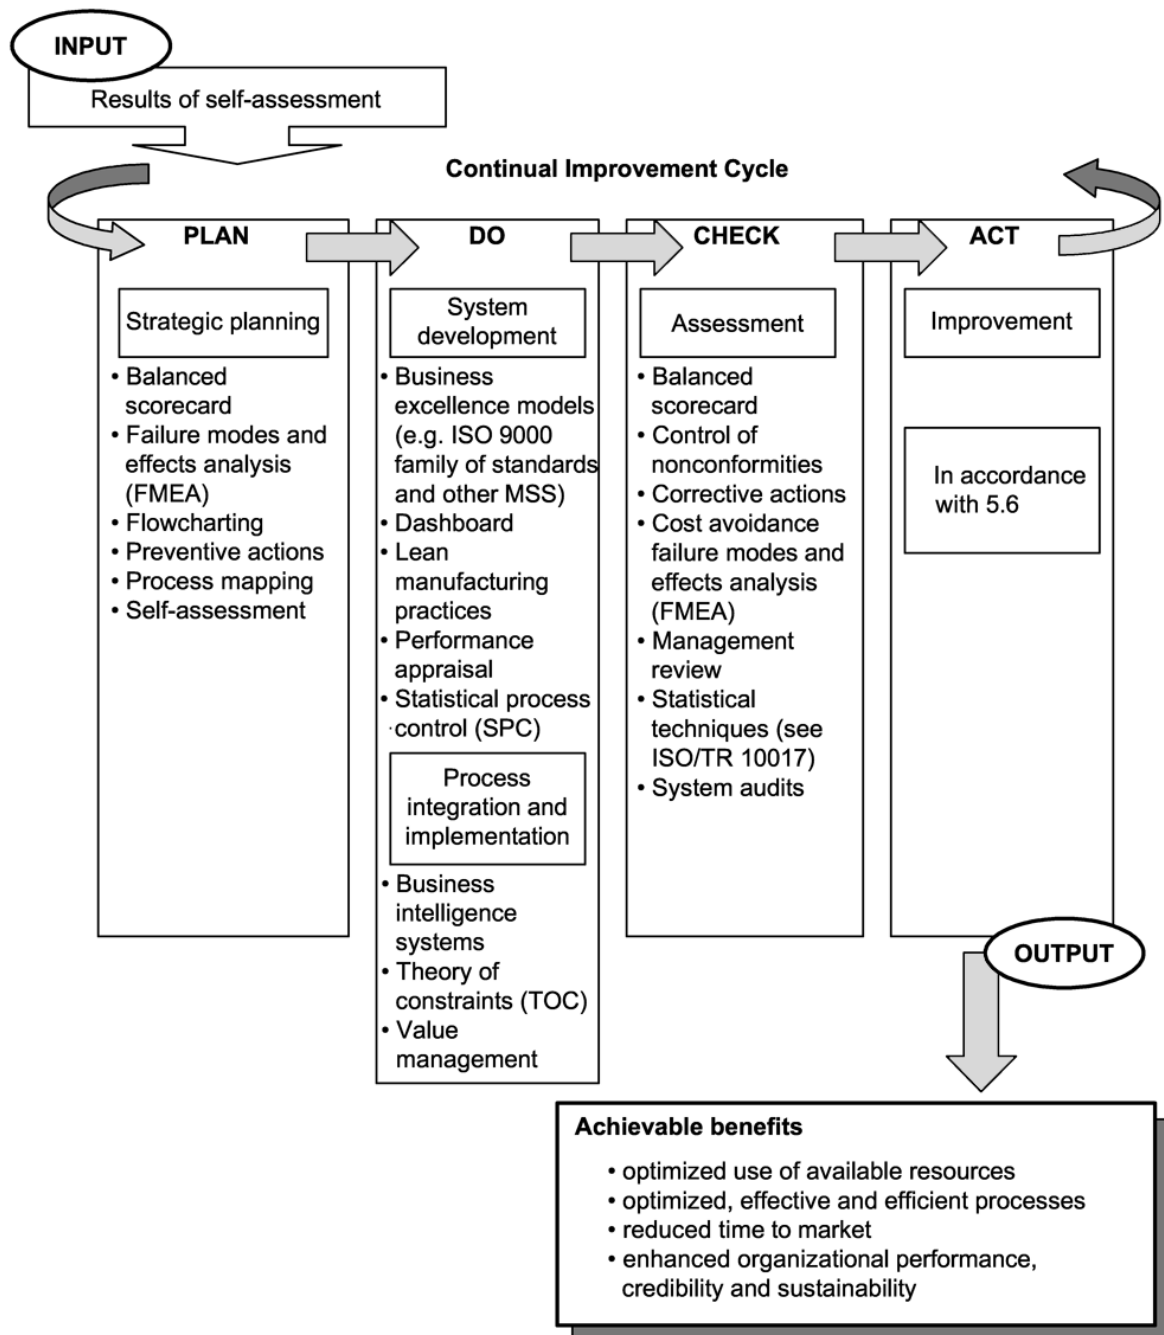 INPUT
Results of self-assessment
Continual Improvement Cycle
PLAN
Strategic planning
• Balanced
scorecard
• Failure modes and
effects analysis
(FMEA)
• Flowcharting
• Preventive actions
• Process mapping
• Self-assessment
DO
System
development
• Business
excellence models
(e.g. ISO 9000
family of standards
and other MSS)
• Dashboard
• Lean
manufacturing
practices
• Performance
appraisal
• Statistical process
control (SPC)
Process
integration and
implementation
• Business
intelligence
systems
• Theory of
constraints (TOC)
• Value
management
CHECK
Assessment
• Balanced
scorecard
• Control of
nonconformities
• Corrective actions
• Cost avoidance
failure modes and
effects analysis
(FMEA)
• Management
review
• Statistical
techniques (see
ISO/TR 10017)
• System audits
ACT
Improvement
In accordance
with 5.6
OUTPUT
Achievable benefits
• optimized use of available resources
• optimized, effective and efficient processes
• reduced time to market
• enhanced organizational performance,
credibility and sustainability